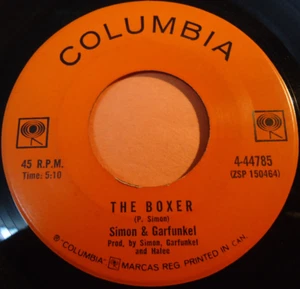 COLUMBIA
45 R.P.M.
Time: 5:10
4-44785
(ZSP 150464)
THE BOXER
(P. Simon)
Simon & Garfunkel
Prod. by Simon, Garfunkel
and Halee
® "COLUMBIA" MARCAS REG. PRINTED IN CAN.